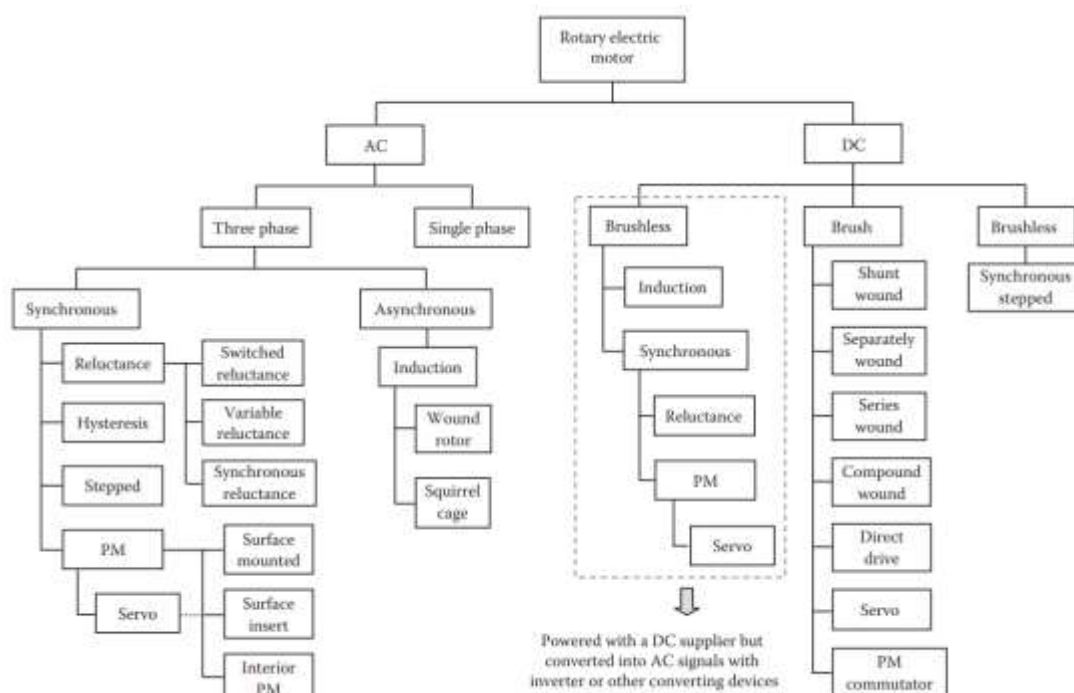 Rotary electric
motor
AC
DC
Three phase
Single phase
Brushless
Brush
Brushless
Synchronous
Asynchronous
Induction
Shunt
wound
Synchronous
stepped
Reluctance
Switched
reluctance
Induction
Synchronous
Separately
wound
Hysteresis
Variable
reluctance
Wound
rotor
Reluctance
Series
wound
Stepped
Synchronous
reluctance
Squirrel
cage
PM
Compound
wound
PM
Surface
mounted
Servo
Direct
drive
Servo
Surface
insert
Servo
Interior
PM
Powered with a DC supplier but
converted into AC signals with
inverter or other converting devices
PM
commutator